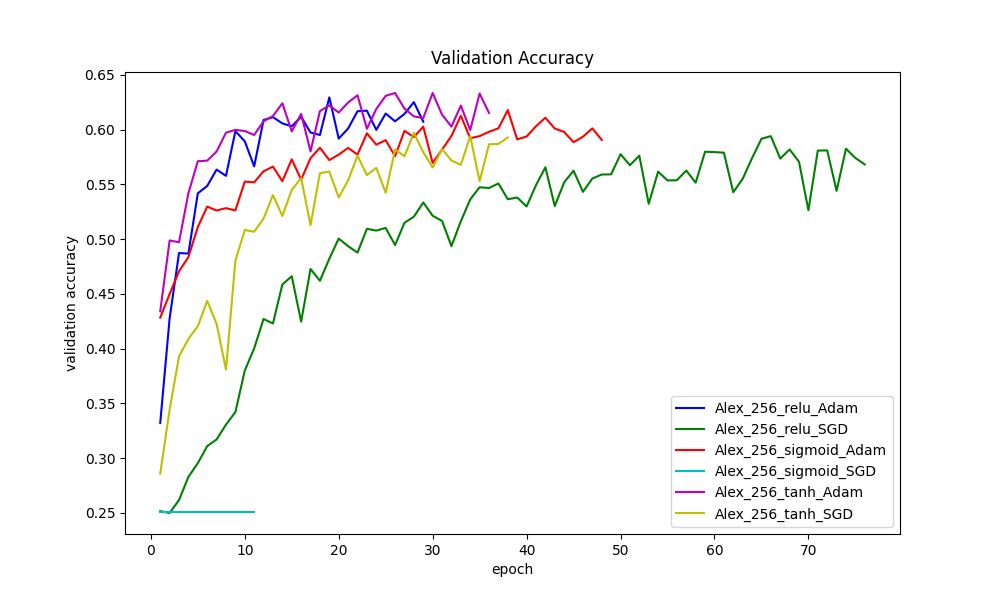 Validation Accuracy
validation accuracy
0.65
0.60
0.55
0.50
0.45
0.40
0.35
0.30
0.25
0 10 20 30 40 50 60 70
epoch
Alex_256_relu_Adam
Alex_256_relu_SGD
Alex_256_sigmoid_Adam
Alex_256_sigmoid_SGD
Alex_256_tanh_Adam
Alex_256_tanh_SGD